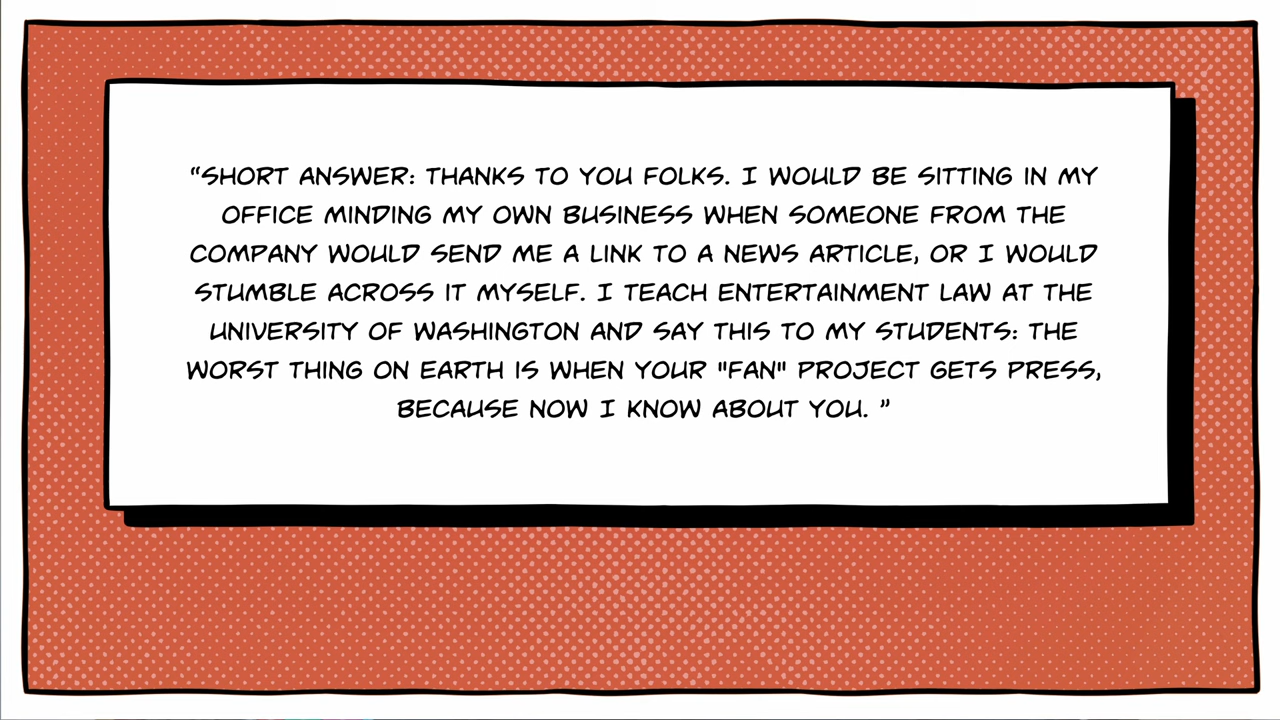 “SHORT ANSWER: THANKS TO YOU FOLKS. I WOULD BE SITTING IN MY
OFFICE MINDING MY OWN BUSINESS WHEN SOMEONE FROM THE
COMPANY WOULD SEND ME A LINK TO A NEWS ARTICLE, OR I WOULD
STUMBLE ACROSS IT MYSELF. I TEACH ENTERTAINMENT LAW AT THE
UNIVERSITY OF WASHINGTON AND SAY THIS TO MY STUDENTS: THE
WORST THING ON EARTH IS WHEN YOUR "FAN" PROJECT GETS PRESS,
BECAUSE NOW I KNOW ABOUT YOU. ”